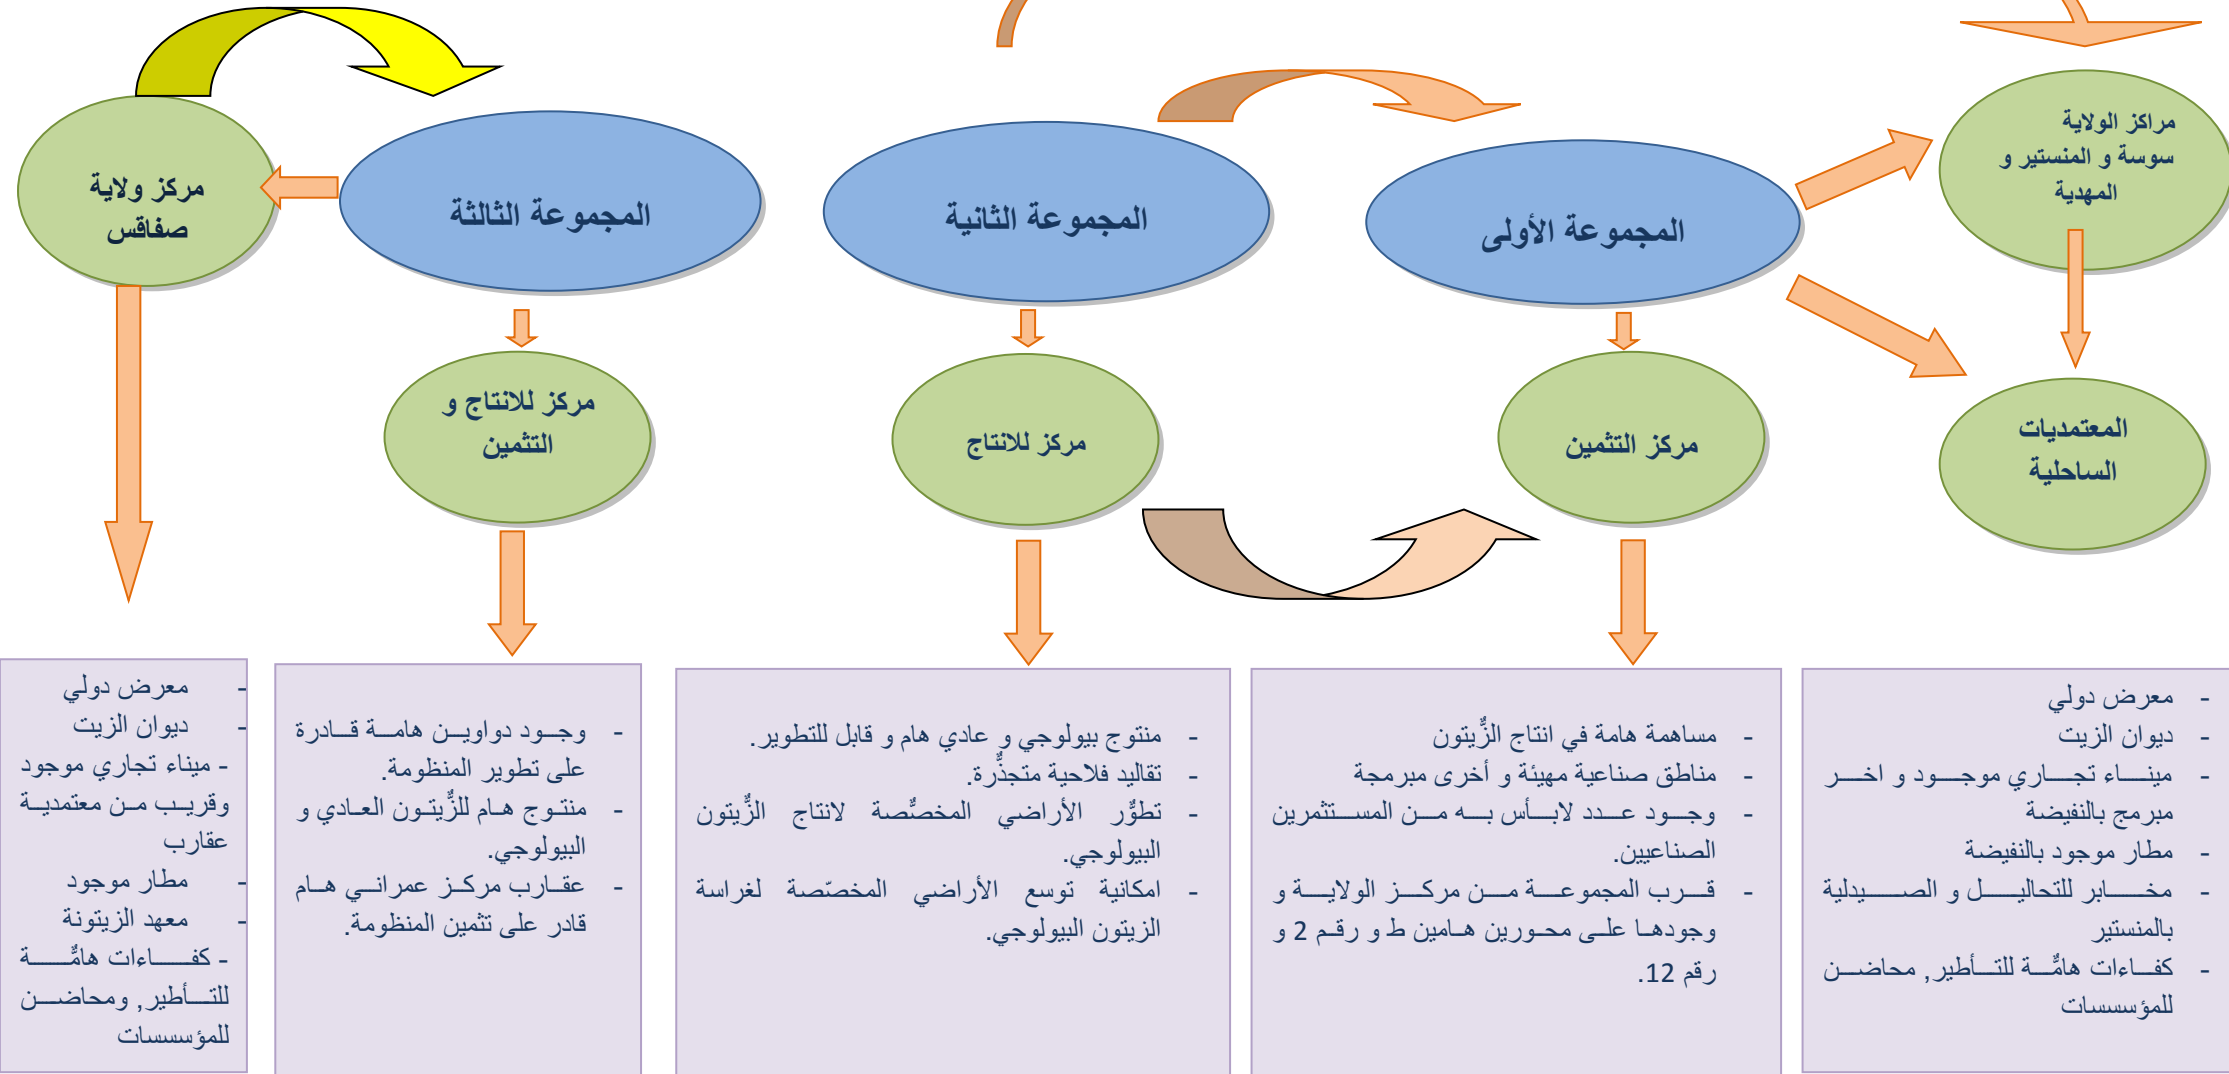 مراكز الولاية
سوسة و المنستير و
المهدية
المجموعة الأولى
المجموعة الثانية
المجموعة الثالثة
مركز ولاية
صفاقس
المعتمديات
الساحلية
مركز التثمين
مركز للانتاج
مركز للانتاج و
التثمين
- معرض دولي
- ديوان الزيت
- ميناء تجاري موجود و اخر
مبرمج بالنفيضة
- مطار موجود بالنفيضة
- مخابر للتحاليل و الصيدلية
بالمنستير
- كفاءات هامٌّة للتأطير, محاضن
للمؤسسسات
- مساهمة هامة في انتاج الزٌّيتون
- مناطق صناعية مهيئة و أخرى مبرمجة
- وجود عدد لابأس به من المستثمرين
الصناعيين.
- قرب المجموعة من مركز الولاية و
وجودها على محورين هامين ط و رقم 2 و
رقم 12.
- منتوج بيولوجي و عادي هام و قابل للتطوير.
- تقاليد فلاحية متجذٌّرة.
- تطوٌّر الأراضي المخصٌّصة لانتاج الزٌّيتون
البيولوجي.
- امكانية توسع الأراضي المخصّصة لغراسة
الزيتون البيولوجي.
- وجود دواوين هامة قادرة
على تطوير المنظومة.
- منتوج هام للزٌّيتون العادي و
البيولوجي.
- عقارب مركز عمراني هام
قادر على تثمين المنظومة.
- معرض دولي
- ديوان الزيت
- ميناء تجاري موجود
وقريب من معتمدية
عقارب
- مطار موجود
- معهد الزيتونة
- كفاءات هامٌّة
للتأطير, ومحاضن
للمؤسسسات